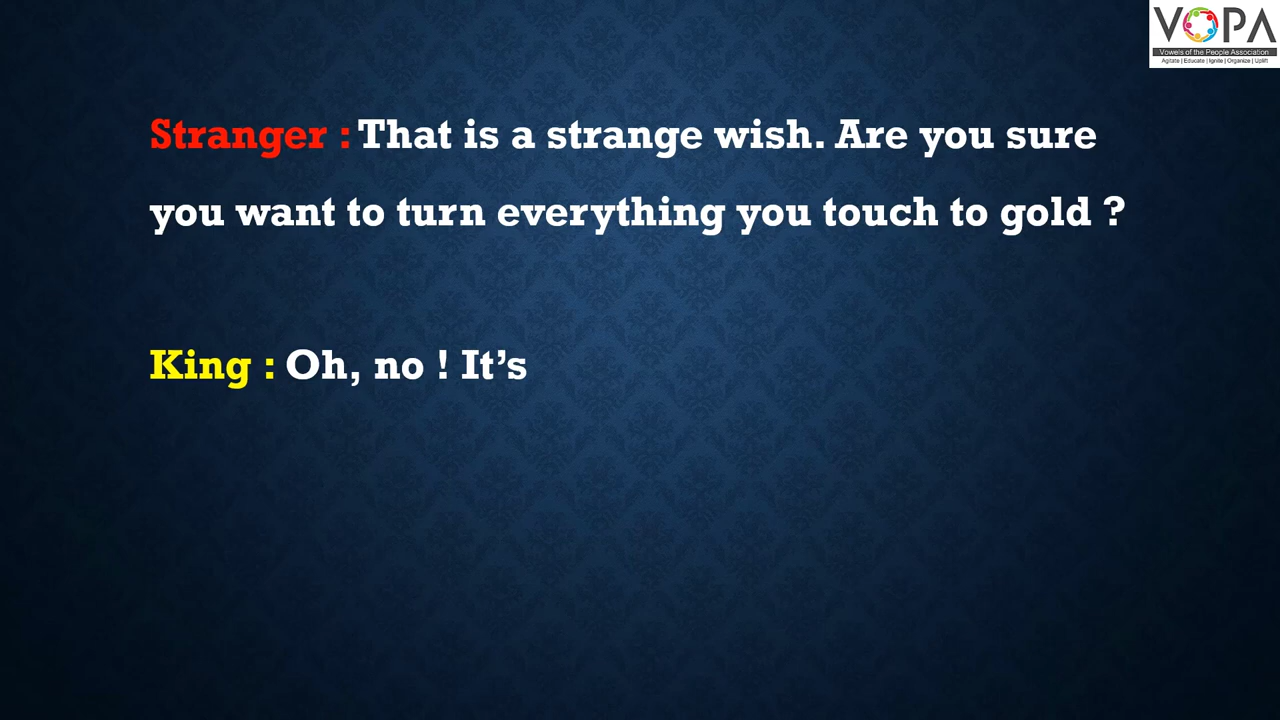 VOPA
Vowels of the People Association
Agitate | Educate | Ignite | Organize | Uplift
Stranger : That is a strange wish. Are you sure
you want to turn everything you touch to gold ?
King : Oh, no ! It’s